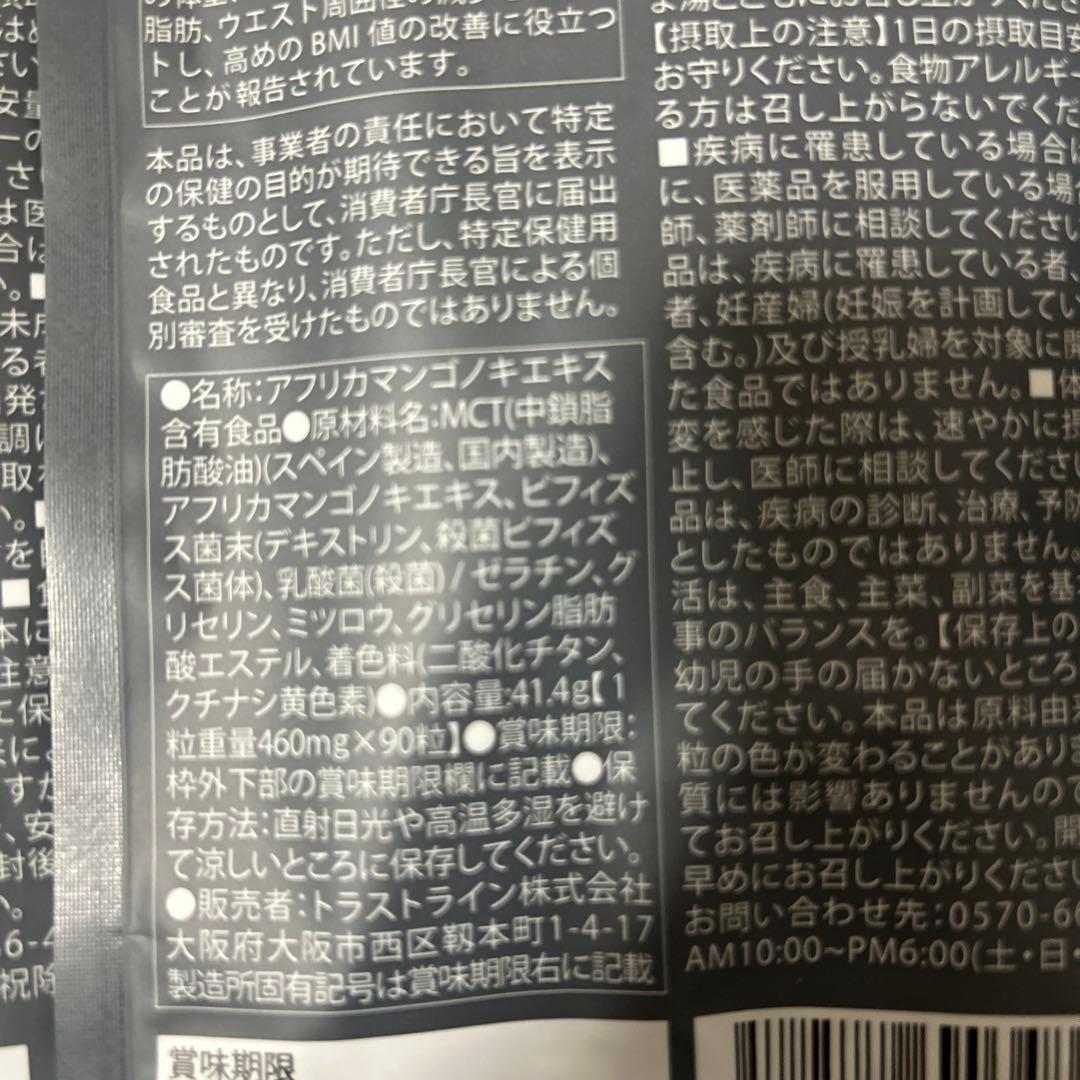 脂肪、ウエスト周囲径の減少を
トし、高めのBMI値の改善に役立つ
ことが報告されています。
本品は、事業者の責任において特定
の保健の目的が期待できる旨を表示
するものとして、消費者庁長官に届出
されたものです。ただし、特定保健用
食品と異なり、消費者庁長官による個
別審査を受けたものではありません。
●名称:アフリカマンゴノキエキス
含有食品●原材料名:MCT(中鎖脂
肪酸油)(スペイン製造、国内製造)、
アフリカマンゴノキエキス、ビフィズ
ス菌末(デキストリン、殺菌ビフィズ
ス菌体)、乳酸菌(殺菌)/ゼラチン、グ
リセリン、ミツロウ、グリセリン脂肪
酸エステル、着色料(二酸化チタン、
クチナシ黄色素)●内容量:41.4g【1
粒重量460mg×90粒】●賞味期限:
枠外下部の賞味期限欄に記載●保
存方法:直射日光や高温多湿を避け
て涼しいところに保存してください。
●販売者:トラストライン株式会社
大阪府大阪市西区靱本町1-4-17
製造所固有記号は賞味期限右に記載
賞味期限
【摂取上の注意】1日の摂取目安
お守りください。食物アレルギー
る方は召し上がらないでくだ
■疾病に罹患している場合は
に、医薬品を服用している場合
師、薬剤師に相談してください
品は、疾病に罹患している者、
者、妊産婦(妊娠を計画してい
含む。)及び授乳婦を対象に開
た食品ではありません。■体
変を感じた際は、速やかに摂
止し、医師に相談してください
品は、疾病の診断、治療、予防
としたものではありません。
活は、主食、主菜、副菜を基
事のバランスを。【保存上の
幼児の手の届かないところ
てください。本品は原料由来
粒の色が変わることがありま
質には影響ありませんので
てお召し上がりください。開
早めにお召し上がりください
お問い合わせ先:0570-66
AM10:00~PM6:00(土・日・